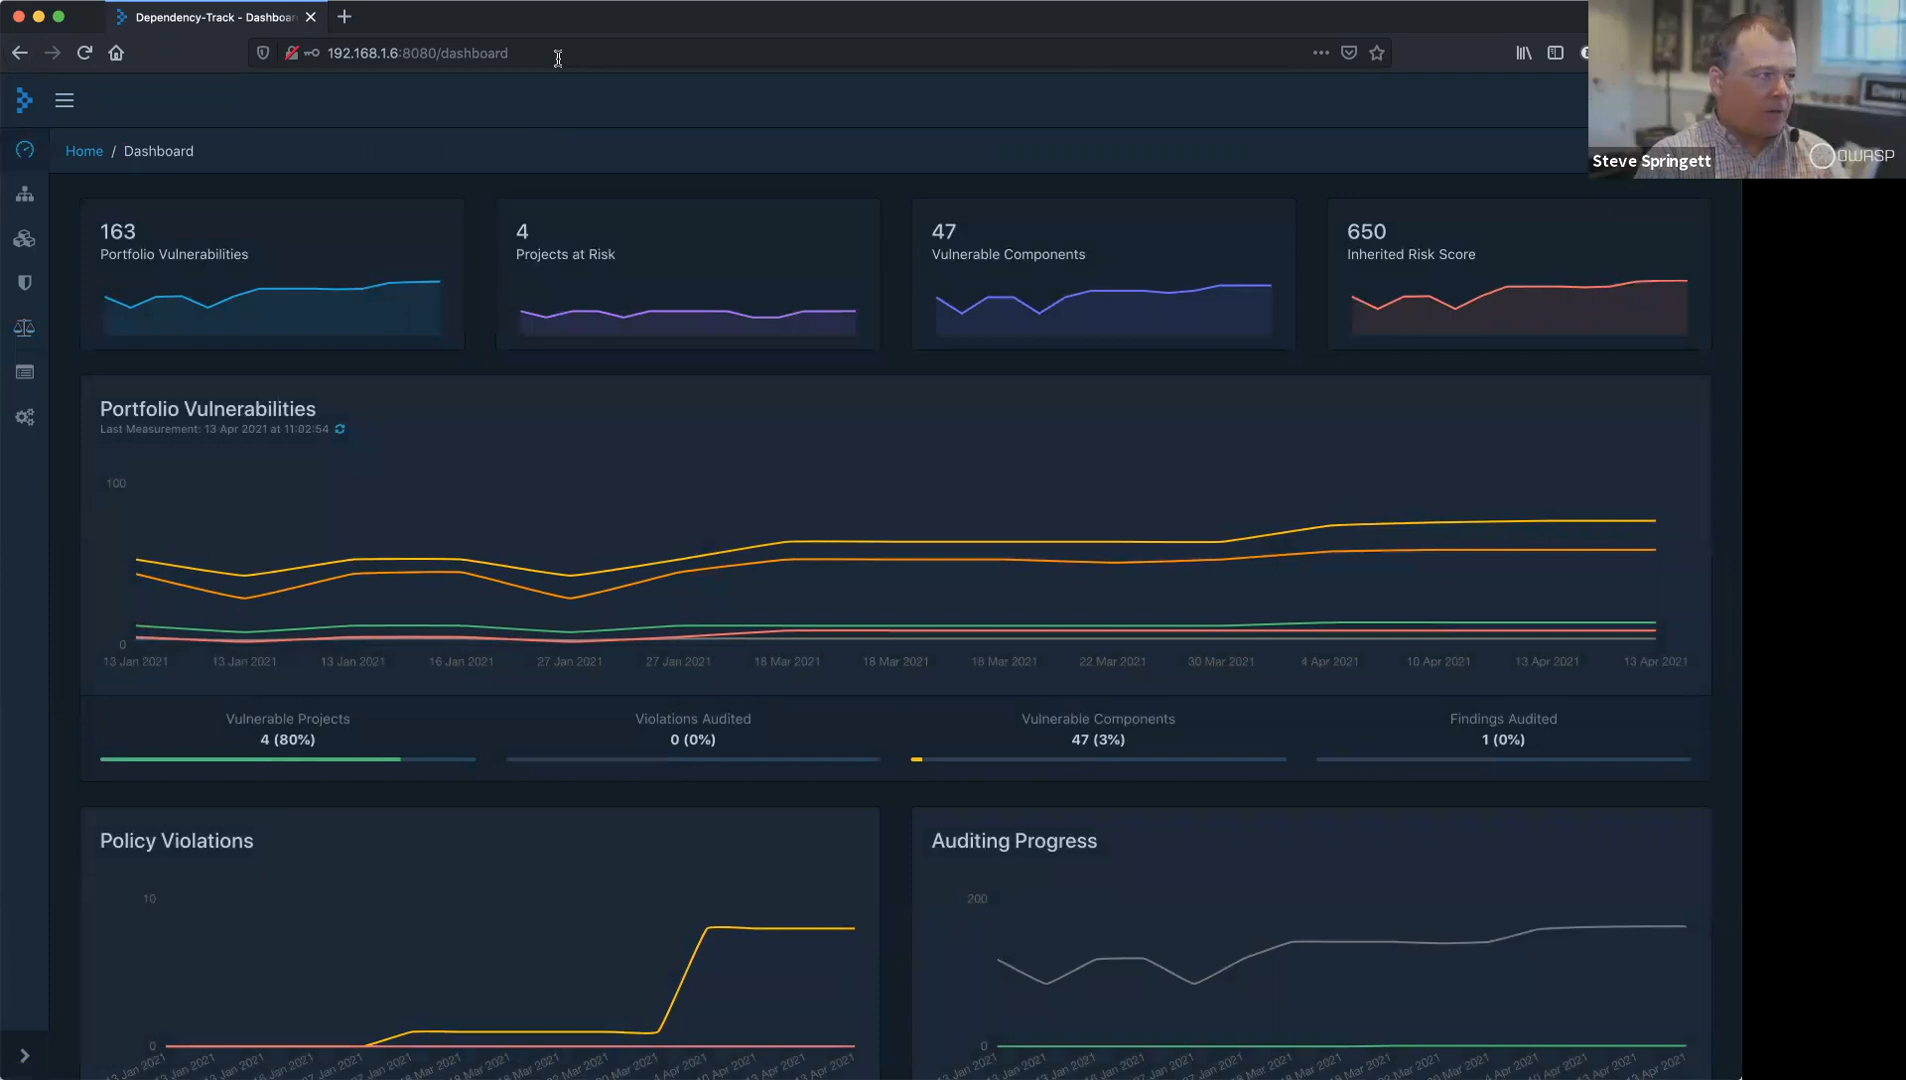 Dependency-Track - Dashboar
192.168.1.6:8080/dashboard
Steve Springett
OWASP
Home / Dashboard
163
Portfolio Vulnerabilities
4
Projects at Risk
47
Vulnerable Components
650
Inherited Risk Score
Portfolio Vulnerabilities
Last Measurement: 13 Apr 2021 at 11:02:54
100
0
13 Jan 2021 13 Jan 2021 13 Jan 2021 16 Jan 2021 27 Jan 2021 27 Jan 2021 18 Mar 2021 18 Mar 2021 18 Mar 2021 22 Mar 2021 30 Mar 2021 4 Apr 2021 10 Apr 2021 13 Apr 2021 13 Apr 2021
Vulnerable Projects
4 (80%)
Violations Audited
0 (0%)
Vulnerable Components
47 (3%)
Findings Audited
1 (0%)
Policy Violations
10
0
Auditing Progress
200
0